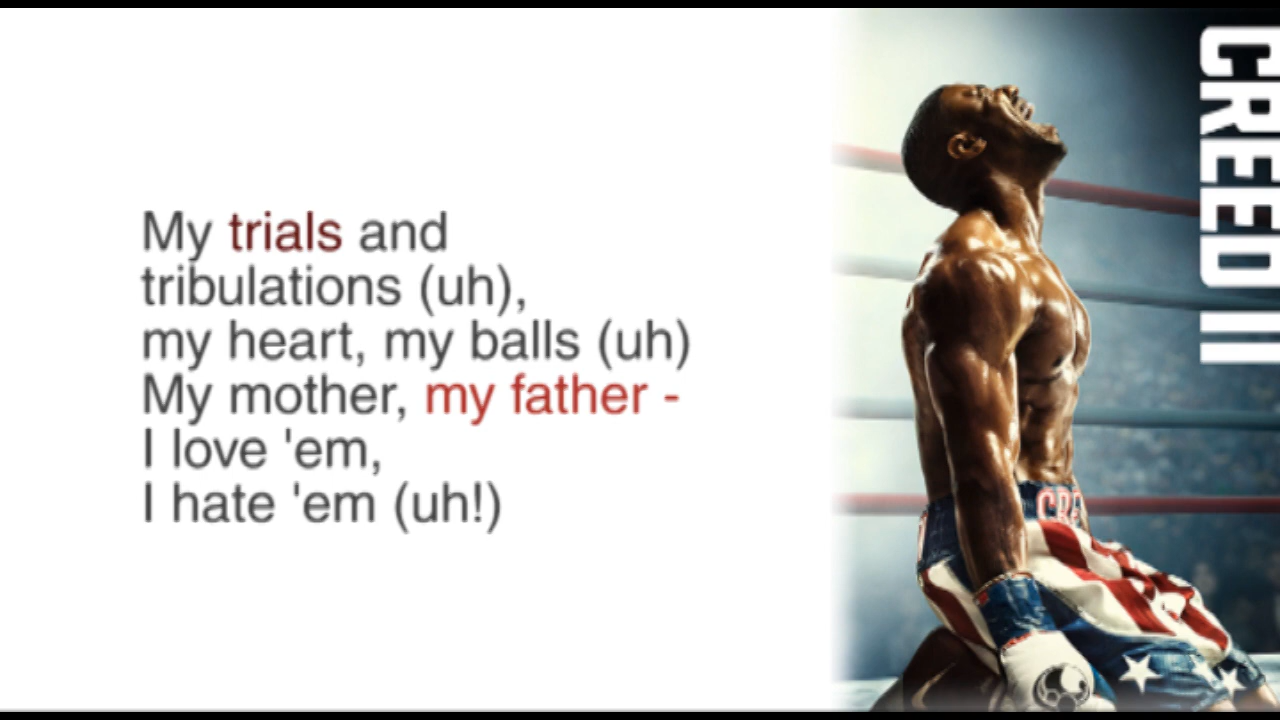 My trials and
tribulations (uh),
my heart, my balls (uh)
My mother, my father -
I love 'em,
I hate 'em (uh!)
CREED II
CRE